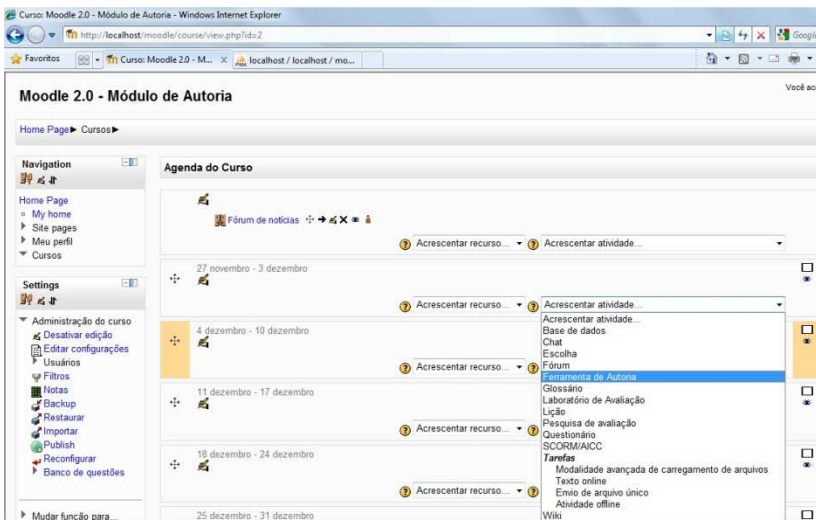 Curso: Moodle 2.0 - Módulo de Autoria - Windows Internet Explorer
http://localhost/moodle/course/view.php?id=2
Favoritos
Curso: Moodle 2.0 - M...
localhost / localhost / mo...
Moodle 2.0 - Módulo de Autoria
Você
Home Page► Cursos►
Navigation
Home Page
My home
Site pages
Meu perfil
Cursos
Settings
Administração do curso
Desativar edição
Editar configurações
Usuários
Filtros
Notas
Backup
Restaurar
Importar
Publish
Reconfigurar
Banco de questões
Mudar função para...
Agenda do Curso
Fórum de notícias
Acrescentar recurso... Acrescentar atividade...
27 novembro - 3 dezembro
Acrescentar recurso... Acrescentar atividade...
4 dezembro - 10 dezembro
Acrescentar recurso...
11 dezembro - 17 dezembro
Acrescentar recurso...
18 dezembro - 24 dezembro
Acrescentar recurso...
25 dezembro - 31 dezembro
Acrescentar atividade...
Base de dados
Chat
Escolha
Fórum
Ferramenta de Autoria
Glossário
Laboratório de Avaliação
Lição
Pesquisa de avaliação
Questionário
SCORM/AICC
Tarefas
Modalidade avançada de carregamento de arquivos
Texto online
Envio de arquivo único
Atividade offline
Wiki